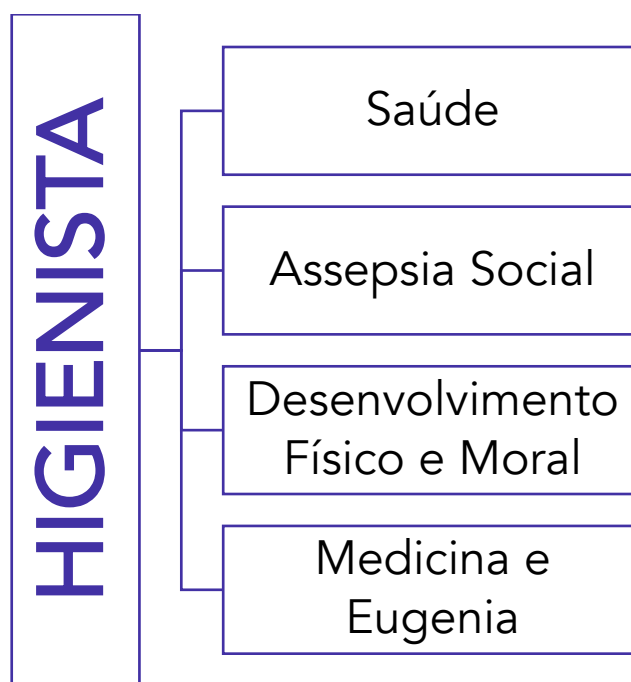 HIGIENISTA
Saúde
Assepsia Social
Desenvolvimento
Físico e Moral
Medicina e
Eugenia